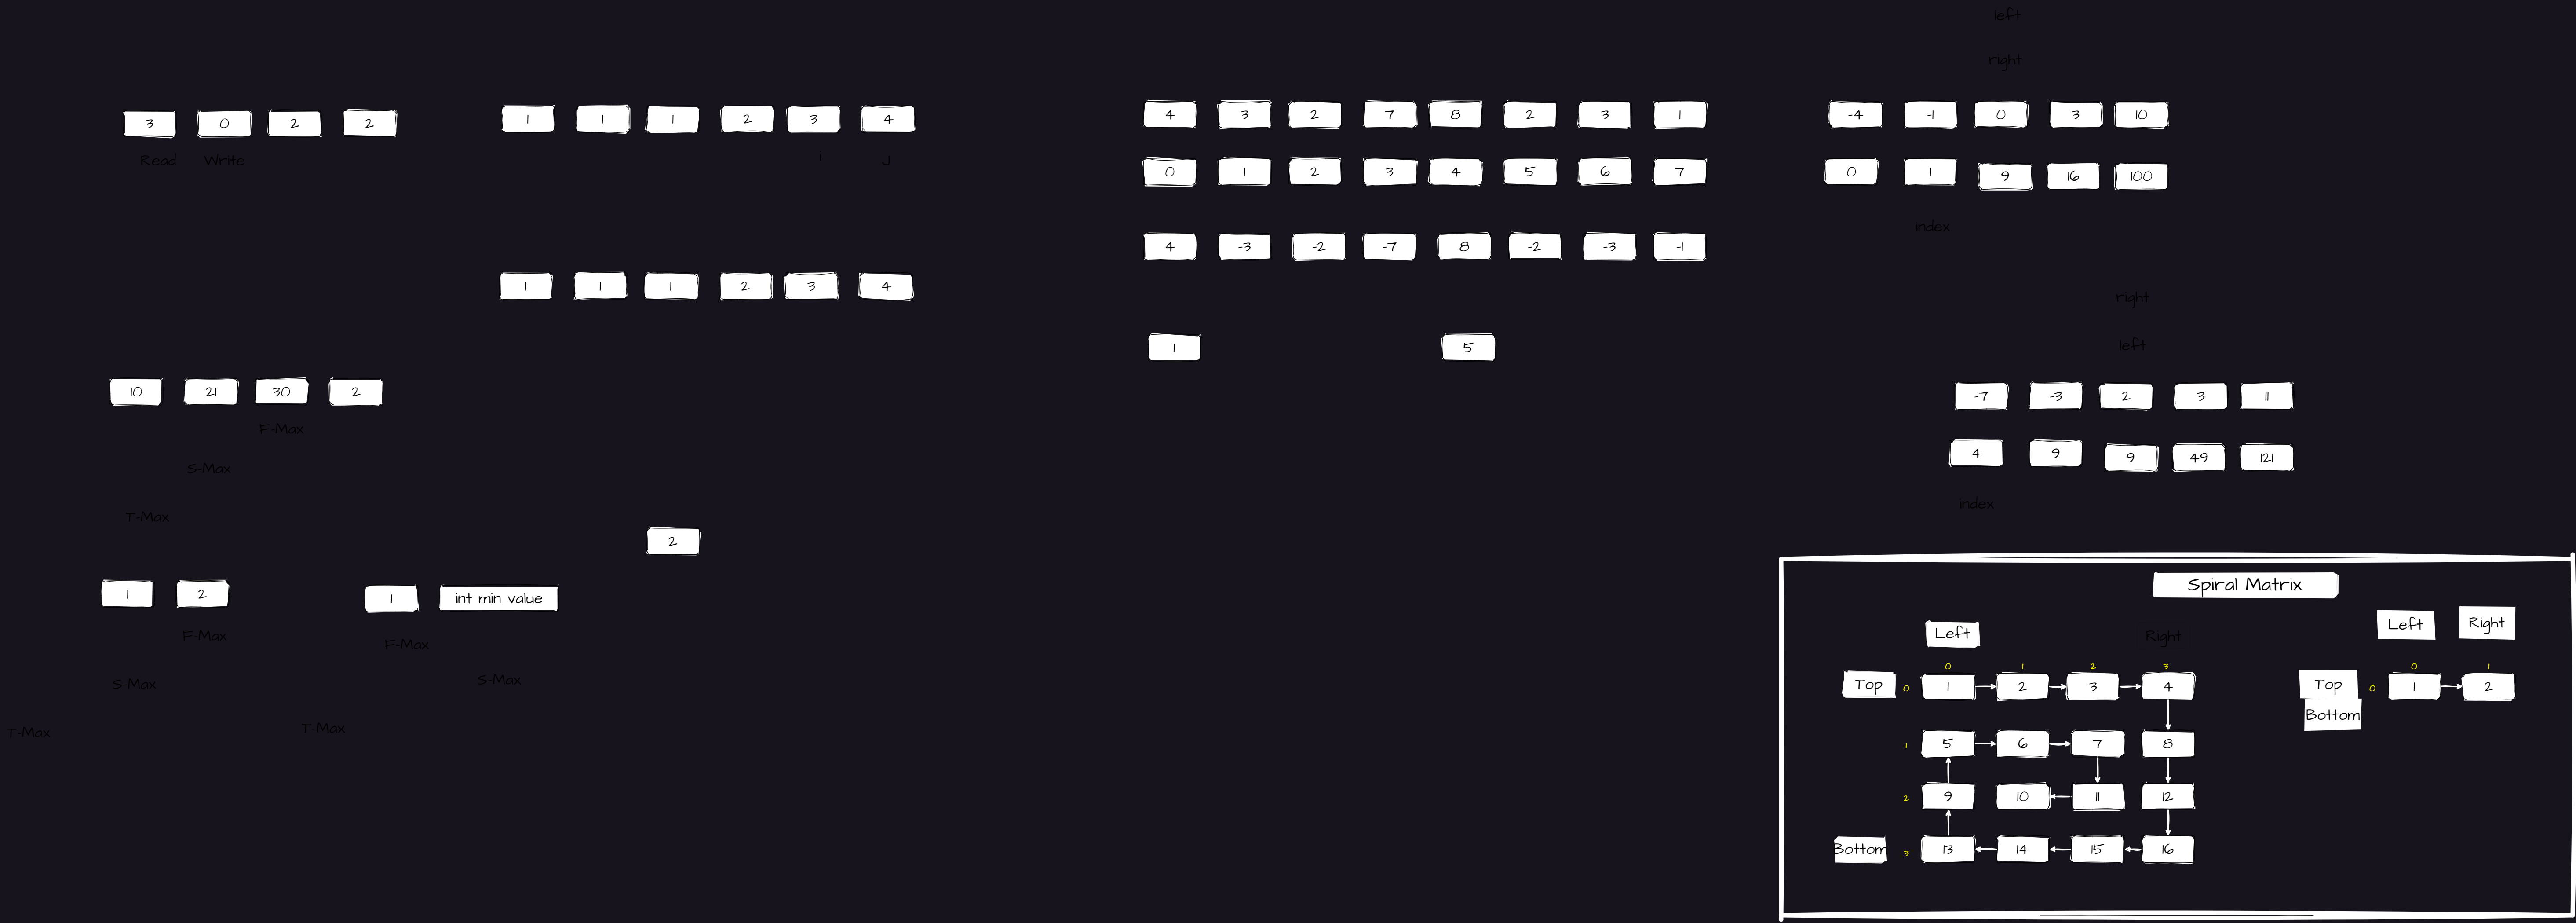 left
right
3 0 2 2
Read Write
1 1 1 2 3 4
i J
1 1 1 2 3 4
4 3 2 7 8 2 3 1
0 1 2 3 4 5 6 7
4 -3 -2 -7 8 -2 -3 -1
1 5
-4 -1 0 3 10
0 1 9 16 100
index
right
left
-7 -3 2 3 11
4 9 9 49 121
index
10 21 30 2
F-Max
S-Max
T-Max
2
1 2
F-Max
S-Max
T-Max
1 int min value
F-Max
S-Max
T-Max
Spiral Matrix
Left Right
0 1 2 3
Top 0 1 2 3 4
1 5 6 7 8
2 9 10 11 12
Bottom 3 13 14 15 16
Left Right
0 1
Top 0 1 2
Bottom